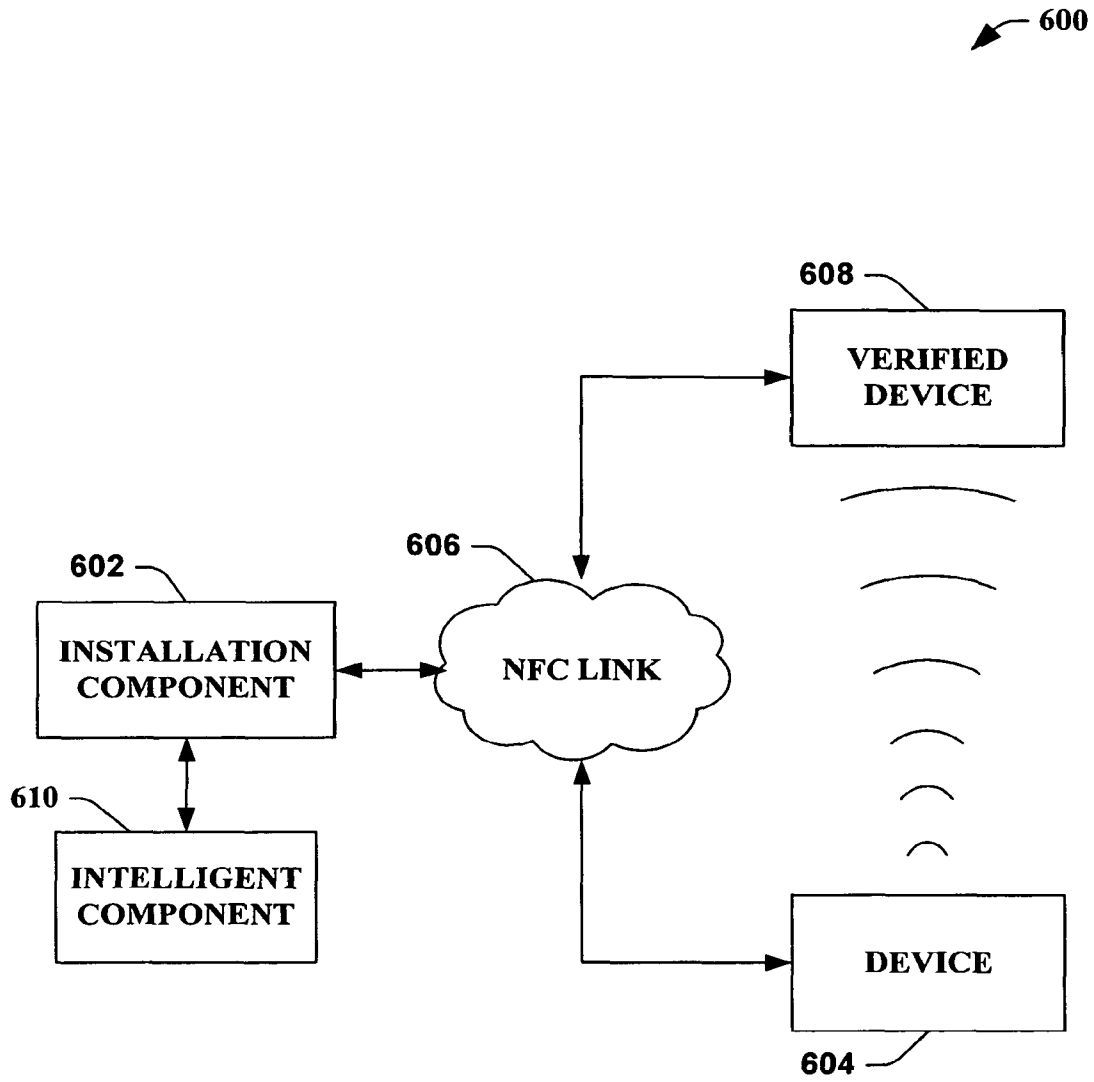 600
608
VERIFIED
DEVICE
606
602
NFC LINK
INSTALLATION
COMPONENT
610
INTELLIGENT
COMPONENT
DEVICE
604